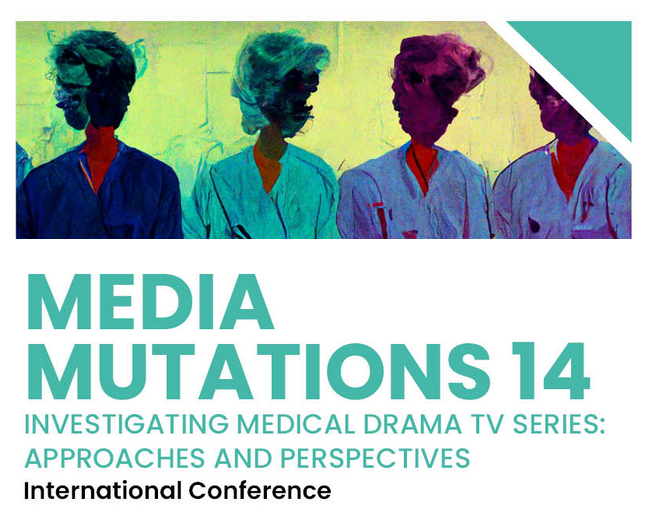 MEDIA
MUTATIONS 14
INVESTIGATING MEDICAL DRAMA TV SERIES:
APPROACHES AND PERSPECTIVES
International Conference